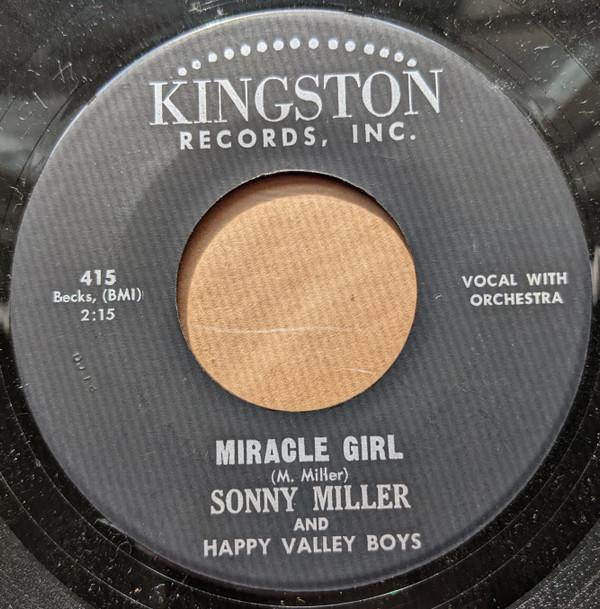 KINGSTON
RECORDS, INC.
415
Becks, (BMI)
2:15
VOCAL WITH
ORCHESTRA
MIRACLE GIRL
(M. Miller)
SONNY MILLER
AND
HAPPY VALLEY BOYS